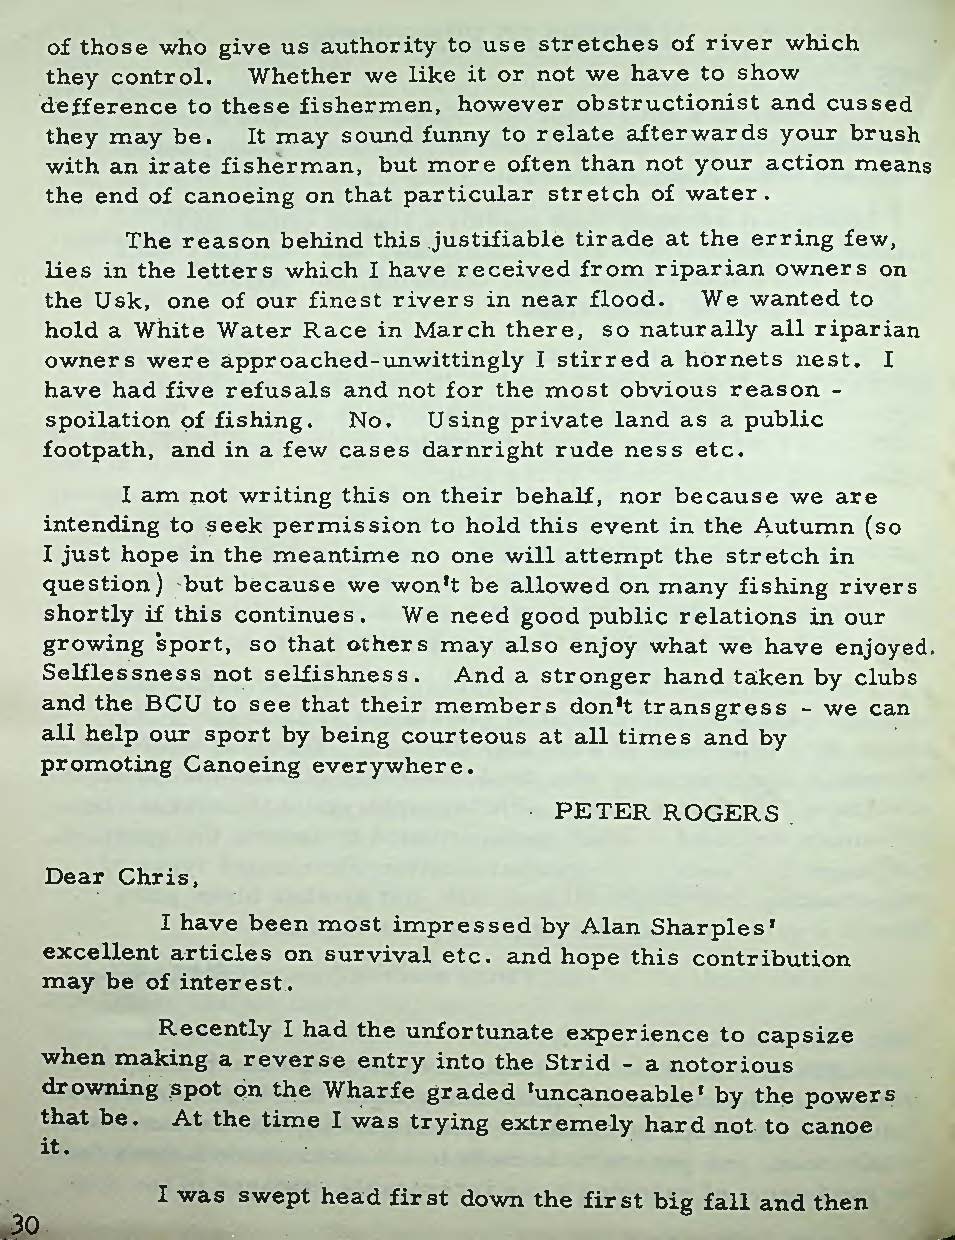 of those who give us authority to use stretches of river which
they control. Whether we like it or not we have to show
defference to these fishermen, however obstructionist and cussed
they may be. It may sound funny to relate afterwards your brush
with an irate fisherman, but more often than not your action means
the end of canoeing on that particular stretch of water.
The reason behind this justifiable tirade at the erring few,
lies in the letters which I have received from riparian owners on
the Usk, one of our finest rivers in near flood. We wanted to
hold a White Water Race in March there, so naturally all riparian
owners were approached-unwittingly I stirred a hornets nest. I
have had five refusals and not for the most obvious reason -
spoilation of fishing. No. Using private land as a public
footpath, and in a few cases darnright rude ness etc.
I am not writing this on their behalf, nor because we are
intending to seek permission to hold this event in the Autumn (so
I just hope in the meantime no one will attempt the stretch in
question) but because we won't be allowed on many fishing rivers
shortly if this continues. We need good public relations in our
growing sport, so that others may also enjoy what we have enjoyed.
Selflessness not selfishness. And a stronger hand taken by clubs
and the BCU to see that their members don't transgress - we can
all help our sport by being courteous at all times and by
promoting Canoeing everywhere.
PETER ROGERS
Dear Chris,
I have been most impressed by Alan Sharples'
excellent articles on survival etc. and hope this contribution
may be of interest.
Recently I had the unfortunate experience to capsize
when making a reverse entry into the Strid - a notorious
drowning spot on the Wharfe graded 'uncanoeable' by the powers
that be. At the time I was trying extremely hard not to canoe
it.
I was swept head first down the first big fall and then
30